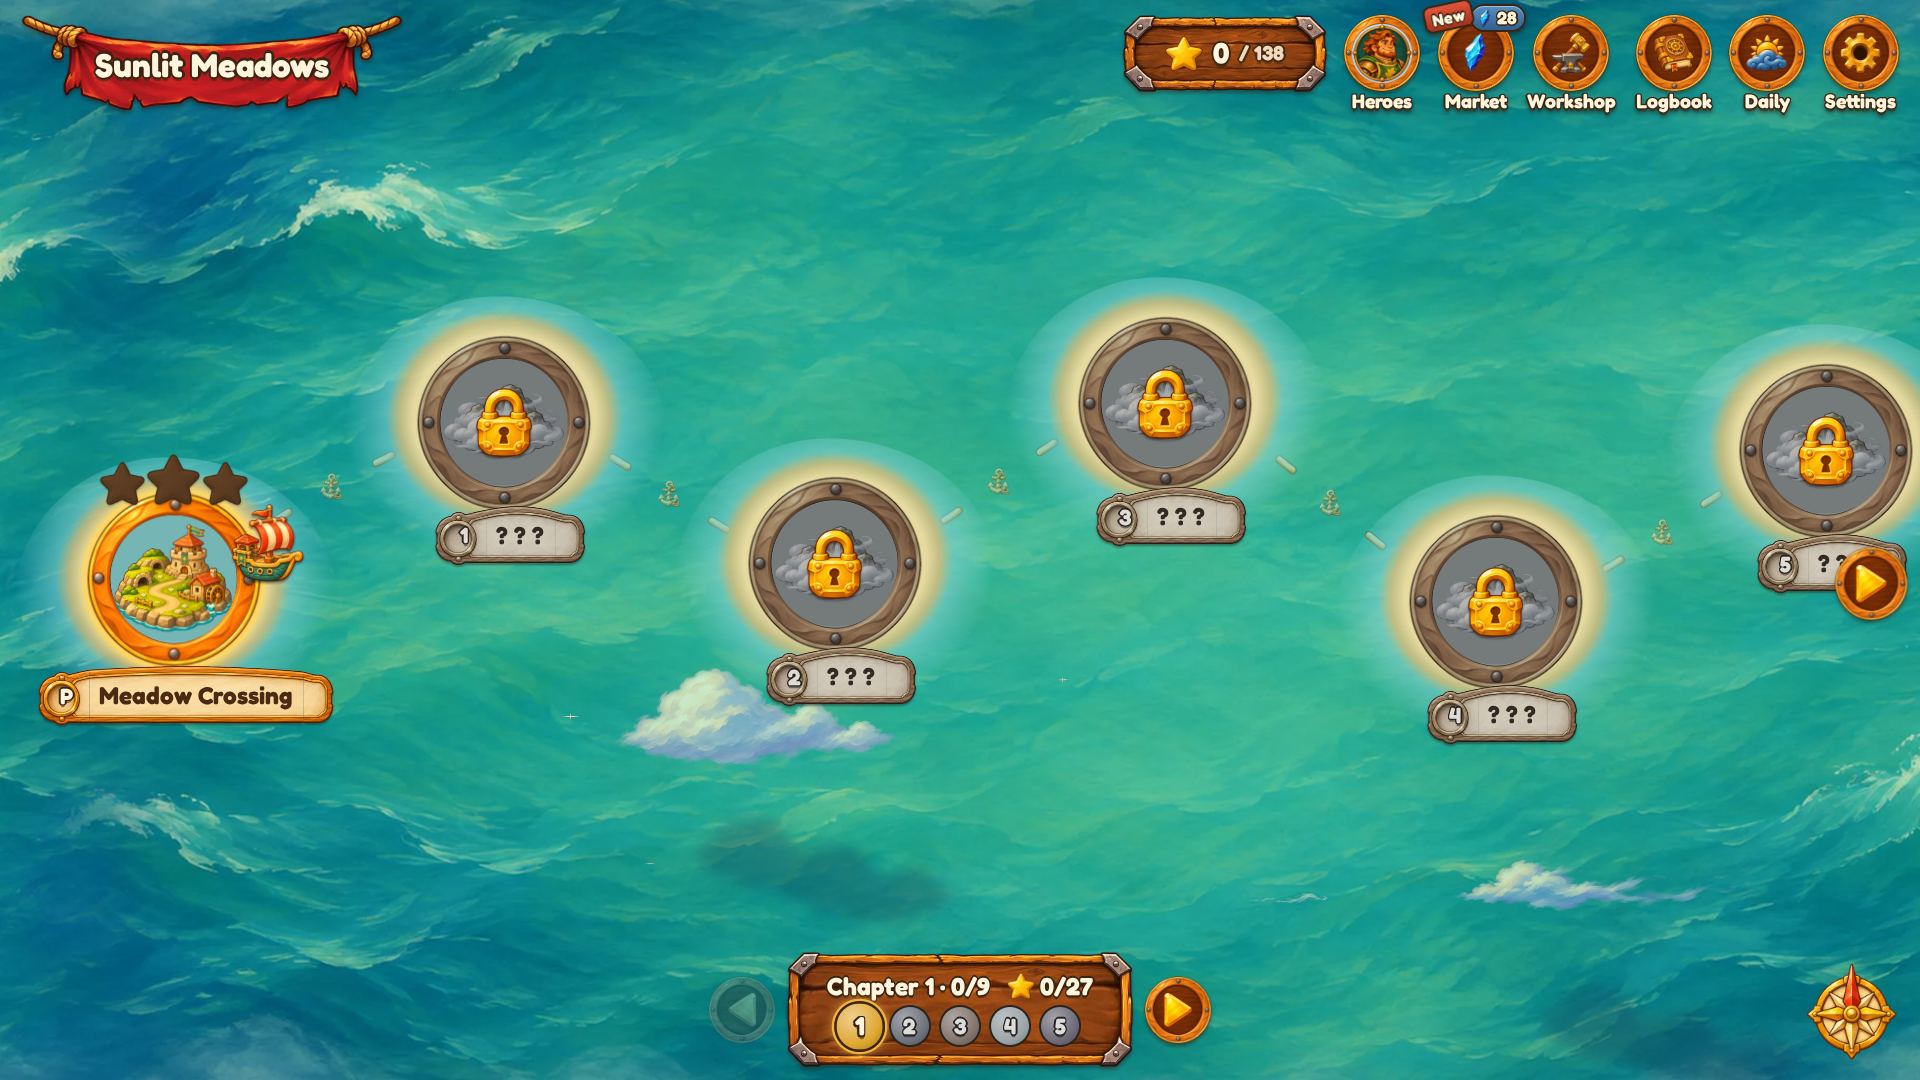 Sunlit Meadows
0 / 138
New
28
Heroes
Market
Workshop
Logbook
Daily
Settings
1 ???
2 ???
3 ???
4 ???
5 ??
P Meadow Crossing
Chapter 1 · 0/9 0/27
1 2 3 4 5